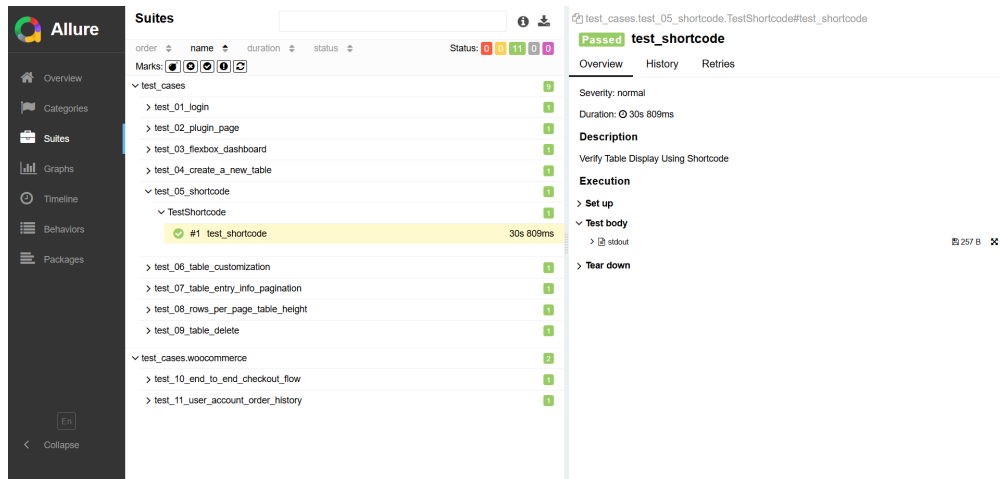 Allure
Overview
Categories
Suites
Graphs
Timeline
Behaviors
Packages
En
Collapse
Suites
order name duration status Status: 0 0 11 0 0
Marks:
test_cases 9
test_01_login 1
test_02_plugin_page 1
test_03_flexbox_dashboard 1
test_04_create_a_new_table 1
test_05_shortcode 1
TestShortcode 1
#1 test_shortcode 30s 809ms
test_06_table_customization 1
test_07_table_entry_info_pagination 1
test_08_rows_per_page_table_height 1
test_09_table_delete 1
test_cases.woocommerce 2
test_10_end_to_end_checkout_flow 1
test_11_user_account_order_history 1
test_cases.test_05_shortcode.TestShortcode#test_shortcode
Passed test_shortcode
Overview History Retries
Severity: normal
Duration: 30s 809ms
Description
Verify Table Display Using Shortcode
Execution
Set up
Test body
stdout 257 B
Tear down